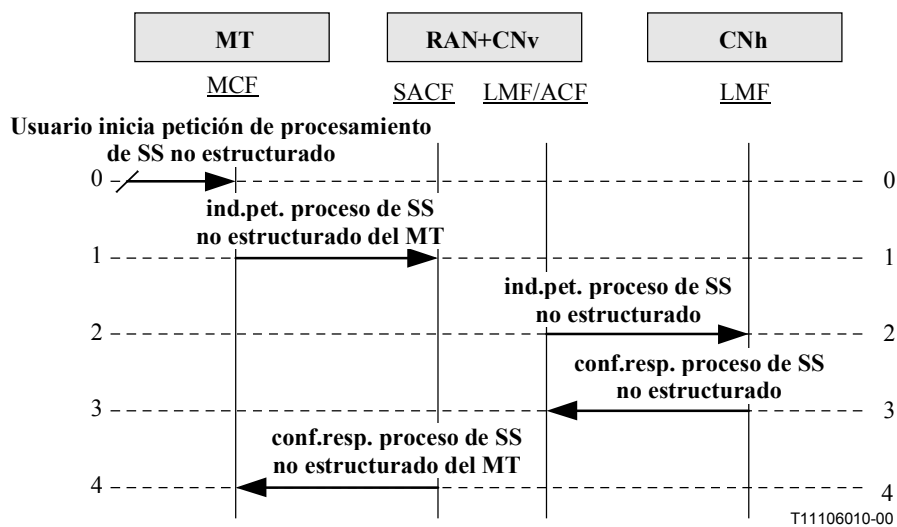 MT RAN+CNv CNh
MCF SACF LMF/ACF LMF
Usuario inicia petición de procesamiento
de SS no estructurado
0 0
ind.pet. proceso de SS
no estructurado del MT
1 1
ind.pet. proceso de SS
no estructurado
2 2
conf.resp. proceso de SS
no estructurado
3 3
conf.resp. proceso de SS
no estructurado del MT
4 4
T11106010-00